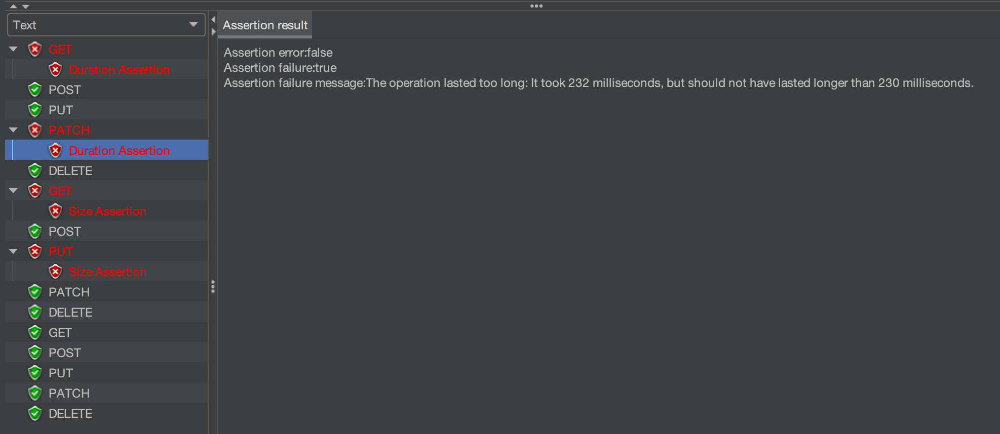 Text
GET
Duration Assertion
POST
PUT
PATCH
Duration Assertion
DELETE
GET
Size Assertion
POST
PUT
Size Assertion
PATCH
DELETE
GET
POST
PUT
PATCH
DELETE
Assertion result
Assertion error:false
Assertion failure:true
Assertion failure message:The operation lasted too long: It took 232 milliseconds, but should not have lasted longer than 230 milliseconds.